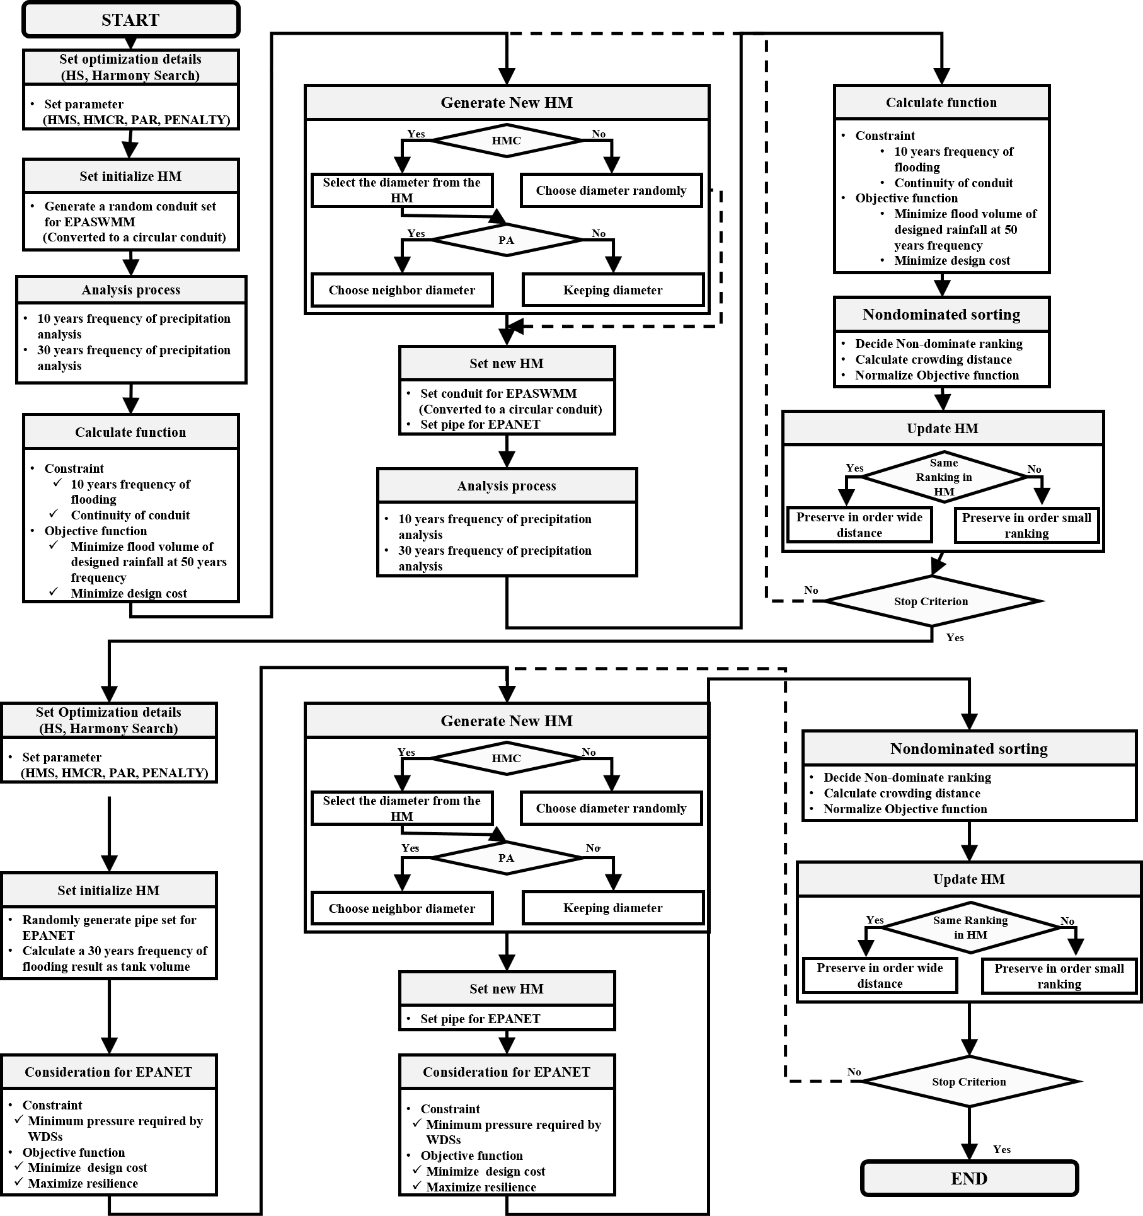 START
Set optimization details
(HS, Harmony Search)
• Set parameter
(HMS, HMCR, PAR, PENALTY)
Set initialize HM
• Generate a random conduit set
for EPASWMM
(Converted to a circular conduit)
Analysis process
• 10 years frequency of precipitation
analysis
• 30 years frequency of precipitation
analysis
Calculate function
• Constraint
✓ 10 years frequency of
flooding
✓ Continuity of conduit
• Objective function
✓ Minimize flood volume of
designed rainfall at 50 years
frequency
✓ Minimize design cost
Generate New HM
Yes
HMC
No
Select the diameter from the
HM
Choose diameter randomly
Yes
PA
No
Choose neighbor diameter
Keeping diameter
Set new HM
• Set conduit for EPASWMM
(Converted to a circular conduit)
• Set pipe for EPANET
Analysis process
• 10 years frequency of precipitation
analysis
• 30 years frequency of precipitation
analysis
Calculate function
• Constraint
• 10 years frequency of
flooding
• Continuity of conduit
• Objective function
• Minimize flood volume of
designed rainfall at 50
years frequency
• Minimize design cost
Nondominated sorting
• Decide Non-dominate ranking
• Calculate crowding distance
• Normalize Objective function
Update HM
Yes
Same
Ranking in
HM
No
Preserve in order wide
distance
Preserve in order small
ranking
No
Stop Criterion
Yes
Set Optimization details
(HS, Harmony Search)
• Set parameter
(HMS, HMCR, PAR, PENALTY)
Set initialize HM
• Randomly generate pipe set for
EPANET
• Calculate a 30 years frequency of
flooding result as tank volume
Consideration for EPANET
• Constraint
✓ Minimum pressure required by
WDSs
• Objective function
✓ Minimize design cost
✓ Maximize resilience
Generate New HM
Yes
HMC
No
Select the diameter from the
HM
Choose diameter randomly
Yes
PA
No
Choose neighbor diameter
Keeping diameter
Set new HM
• Set pipe for EPANET
Consideration for EPANET
• Constraint
✓ Minimum pressure required by
WDSs
• Objective function
✓ Minimize design cost
✓ Maximize resilience
Nondominated sorting
• Decide Non-dominate ranking
• Calculate crowding distance
• Normalize Objective function
Update HM
Yes
Same Ranking
in HM
No
Preserve in order wide
distance
Preserve in order small
ranking
No
Stop Criterion
Yes
END